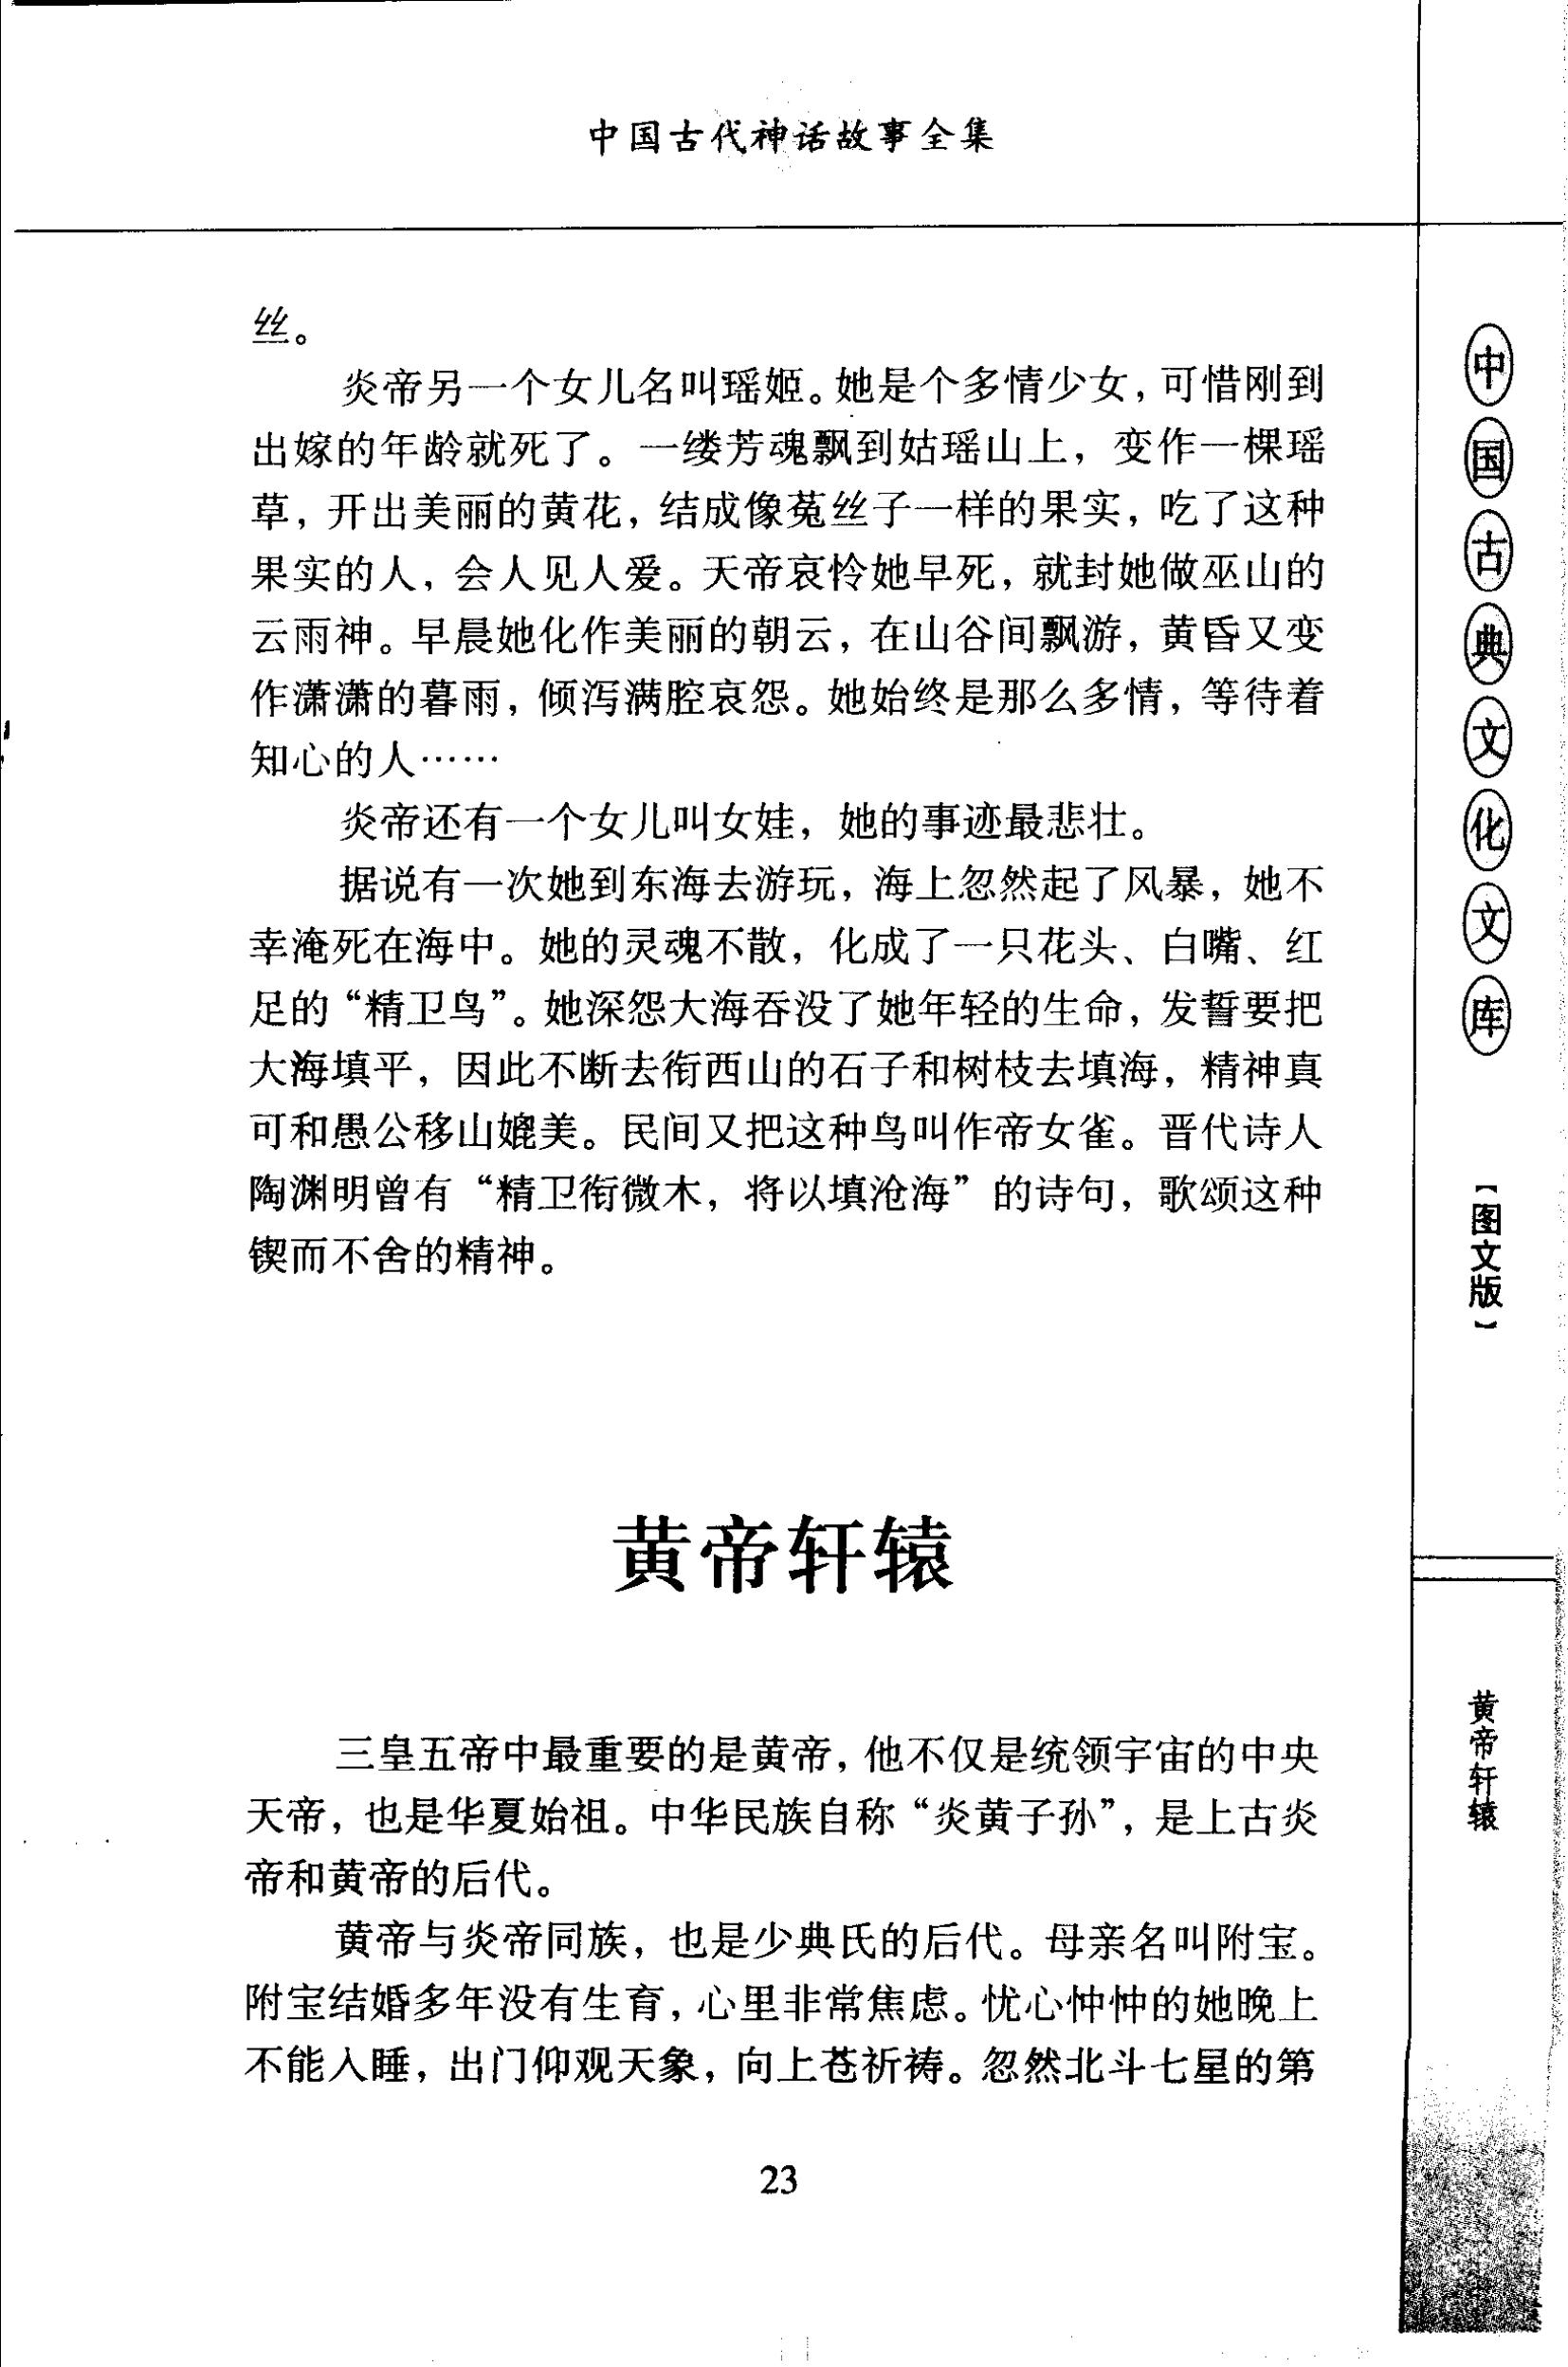 中国古代神话故事全集
丝。
炎帝另一个女儿名叫瑶姬。她是个多情少女，可惜刚到
出嫁的年龄就死了。一缕芳魂飘到姑瑶山上，变作一棵瑶
草，开出美丽的黄花，结成像菟丝子一样的果实，吃了这种
果实的人，会人见人爱。天帝哀怜她早死，就封她做巫山的
云雨神。早晨她化作美丽的朝云，在山谷间飘游，黄昏又变
作潇潇的暮雨，倾泻满腔哀怨。她始终是那么多情，等待着
知心的人……
炎帝还有一个女儿叫女娃，她的事迹最悲壮。
据说有一次她到东海去游玩，海上忽然起了风暴，她不
幸淹死在海中。她的灵魂不散，化成了一只花头、白嘴、红
足的“精卫鸟”。她深怨大海吞没了她年轻的生命，发誓要把
大海填平，因此不断去衔西山的石子和树枝去填海，精神真
可和愚公移山媲美。民间又把这种鸟叫作帝女雀。晋代诗人
陶渊明曾有“精卫衔微木，将以填沧海”的诗句，歌颂这种
锲而不舍的精神。
黄帝轩辕
三皇五帝中最重要的是黄帝，他不仅是统领宇宙的中央
天帝，也是华夏始祖。中华民族自称“炎黄子孙”，是上古炎
帝和黄帝的后代。
黄帝与炎帝同族，也是少典氏的后代。母亲名叫附宝。
附宝结婚多年没有生育，心里非常焦虑。忧心忡忡的她晚上
不能入睡，出门仰观天象，向上苍祈祷。忽然北斗七星的第
23
中国古典文化文库
【图文版】
黄帝轩辕